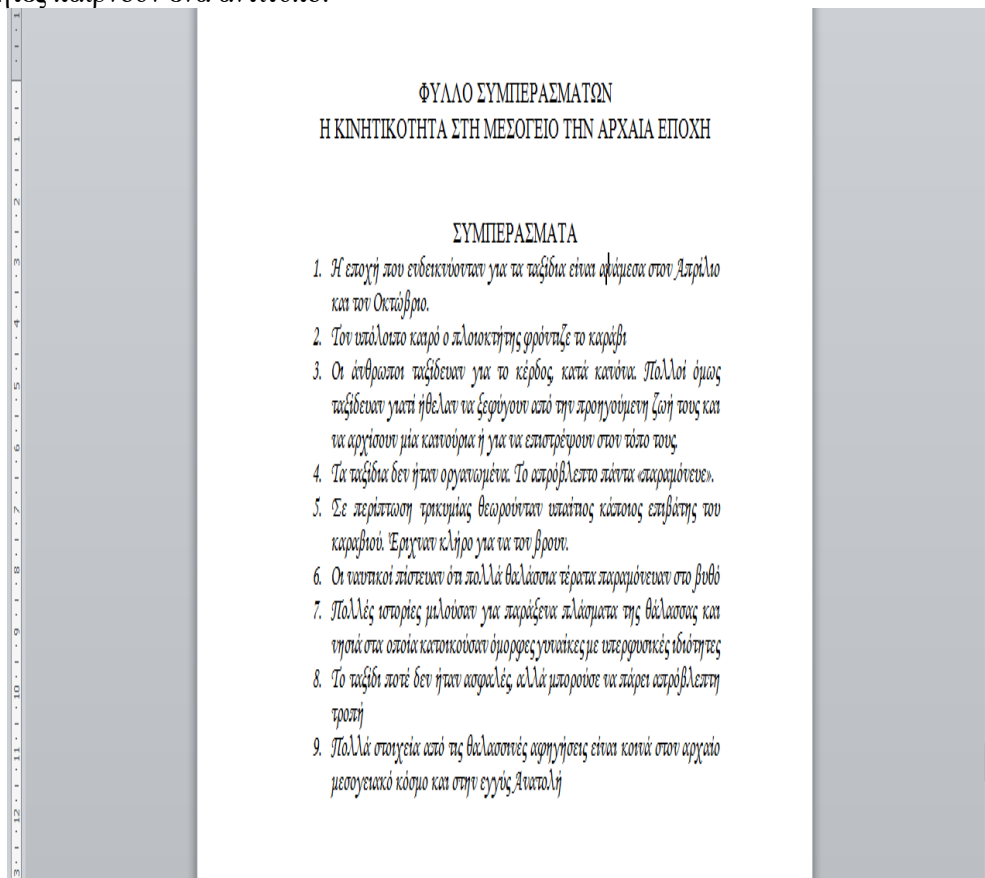 ΦΥΛΛΟ ΣΥΜΠΕΡΑΣΜΑΤΩΝ
Η ΚΙΝΗΤΙΚΟΤΗΤΑ ΣΤΗ ΜΕΣΟΓΕΙΟ ΤΗΝ ΑΡΧΑΙΑ ΕΠΟΧΗ
ΣΥΜΠΕΡΑΣΜΑΤΑ
1. Η εποχή που ενδεικνύονταν για τα ταξίδια είναι ανάμεσα στον Απρίλιο
και τον Οκτώβριο.
2. Τον υπόλοιπο καιρό ο πλοιοκτήτης φρόντιζε το καράβι
3. Οι άνθρωποι ταξίδευαν για το κέρδος, κατά κανόνα. Πολλοί όμως
ταξίδευαν γιατί ήθελαν να ξεφύγουν από την προηγούμενη ζωή τους και
να αρχίσουν μία καινούρια ή για να επιστρέψουν στον τόπο τους.
4. Τα ταξίδια δεν ήταν οργανωμένα. Το απρόβλεπτο πάντα «παραμόνευε».
5. Σε περίπτωση τρικυμίας θεωρούνταν υπαίτιος κάποιος επιβάτης του
καραβιού. Έριχναν κλήρο για να τον βρουν.
6. Οι ναυτικοί πίστευαν ότι πολλά θαλάσσια τέρατα παραμόνευαν στο βυθό
7. Πολλές ιστορίες μιλούσαν για παράξενα πλάσματα της θάλασσας και
νησιά στα οποία κατοικούσαν όμορφες γυναίκες με υπερφυσικές ιδιότητες
8. Το ταξίδι ποτέ δεν ήταν ασφαλές, αλλά μπορούσε να πάρει απρόβλεπτη
τροπή
9. Πολλά στοιχεία από τις θαλασσινές αφηγήσεις είναι κοινά στον αρχαίο
μεσογειακό κόσμο και στην εγγύς Ανατολή